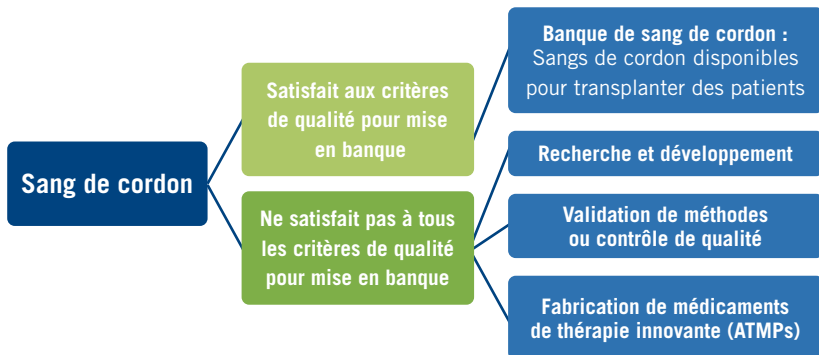 Sang de cordon
Satisfait aux critères
de qualité pour mise
en banque
Ne satisfait pas à tous
les critères de qualité
pour mise en banque
Banque de sang de cordon :
Sangs de cordon disponibles
pour transplanter des patients
Recherche et développement
Validation de méthodes
ou contrôle de qualité
Fabrication de médicaments
de thérapie innovante (ATMPs)